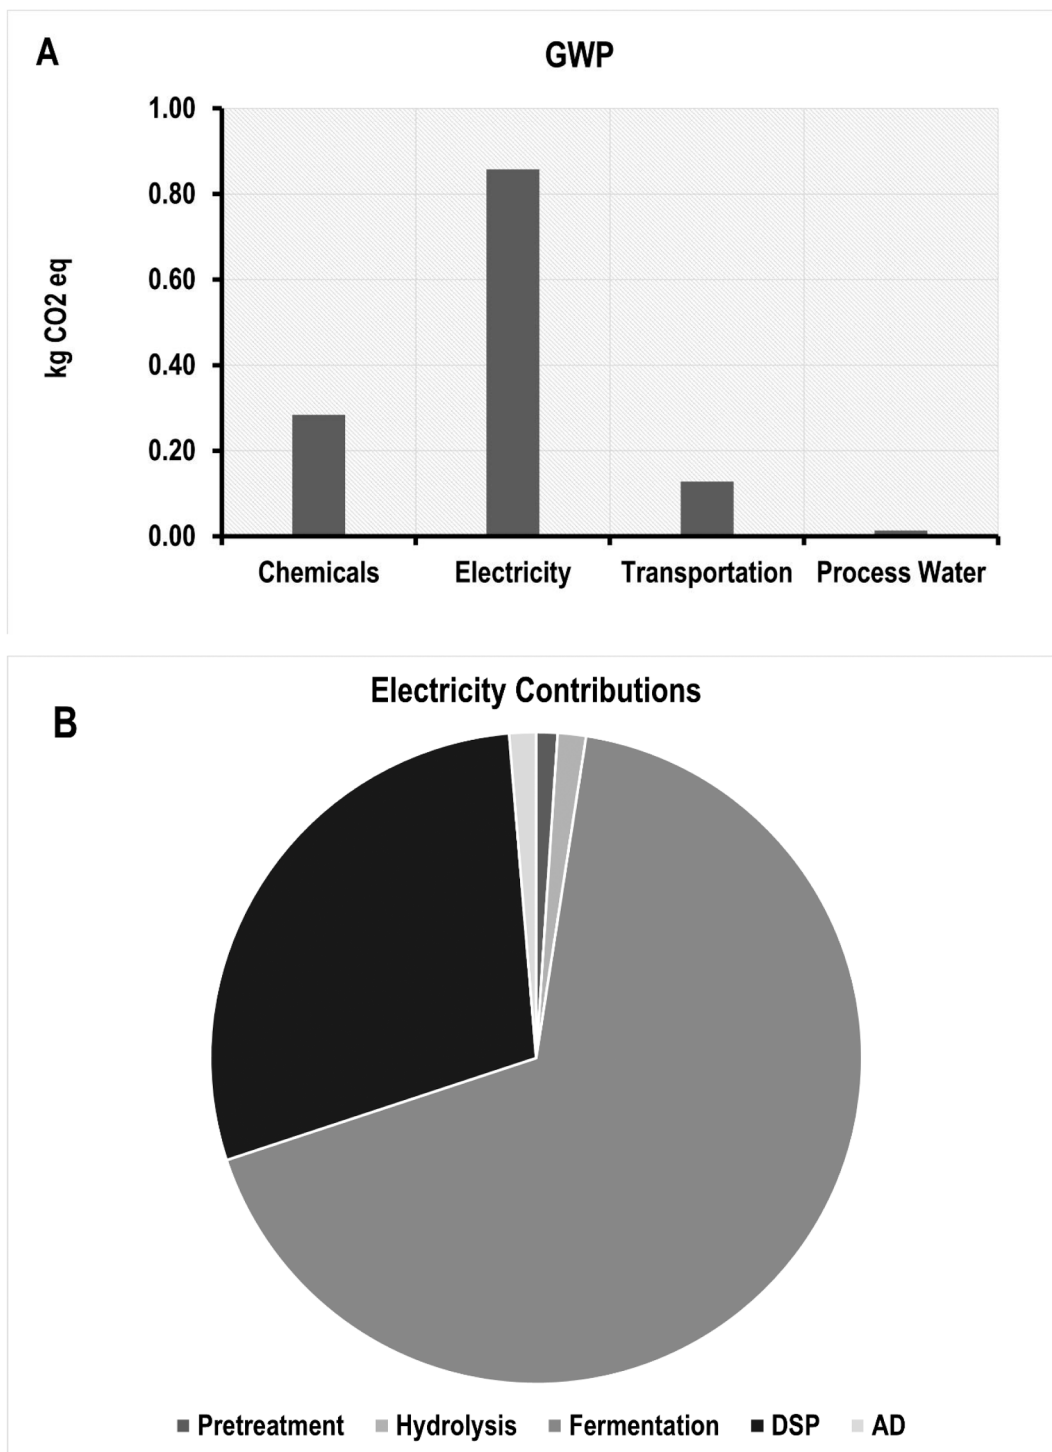 A
GWP
1.00
0.80
0.60
0.40
0.20
0.00
kg CO2 eq
Chemicals Electricity Transportation Process Water
Electricity Contributions
B
Pretreatment Hydrolysis Fermentation DSP AD